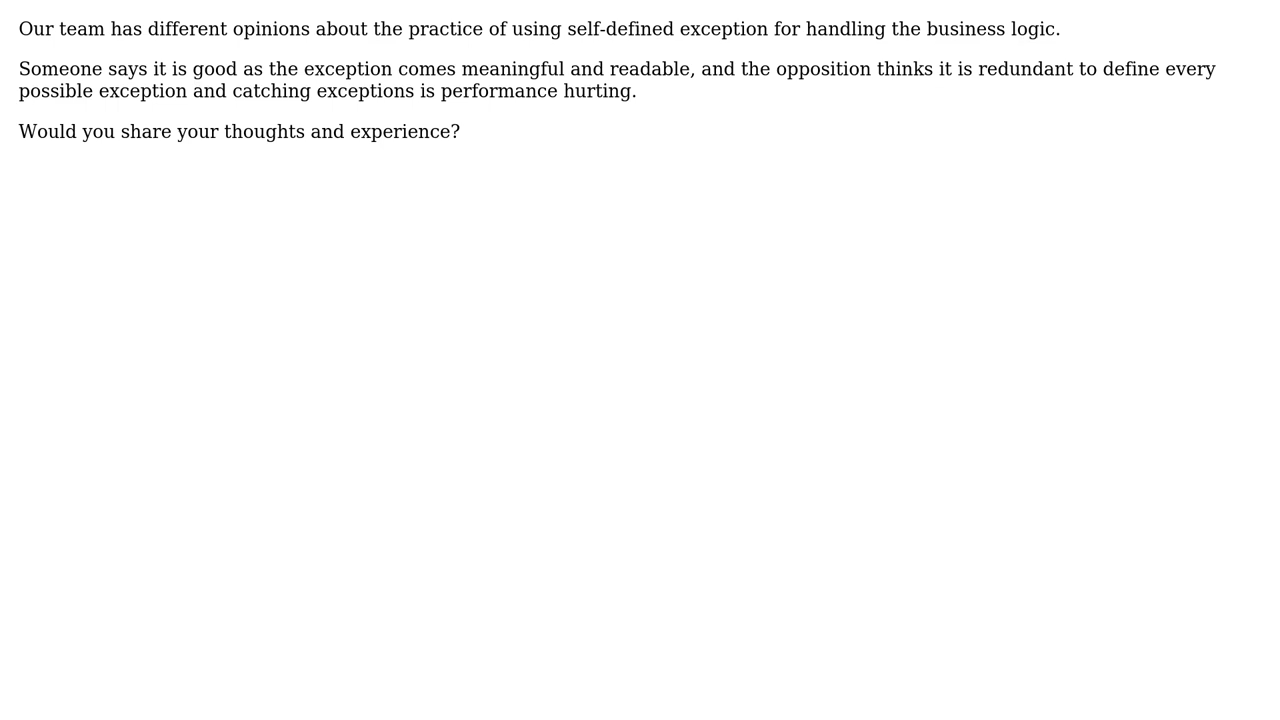 Our team has different opinions about the practice of using self-defined exception for handling the business logic.
Someone says it is good as the exception comes meaningful and readable, and the opposition thinks it is redundant to define every
possible exception and catching exceptions is performance hurting.
Would you share your thoughts and experience?